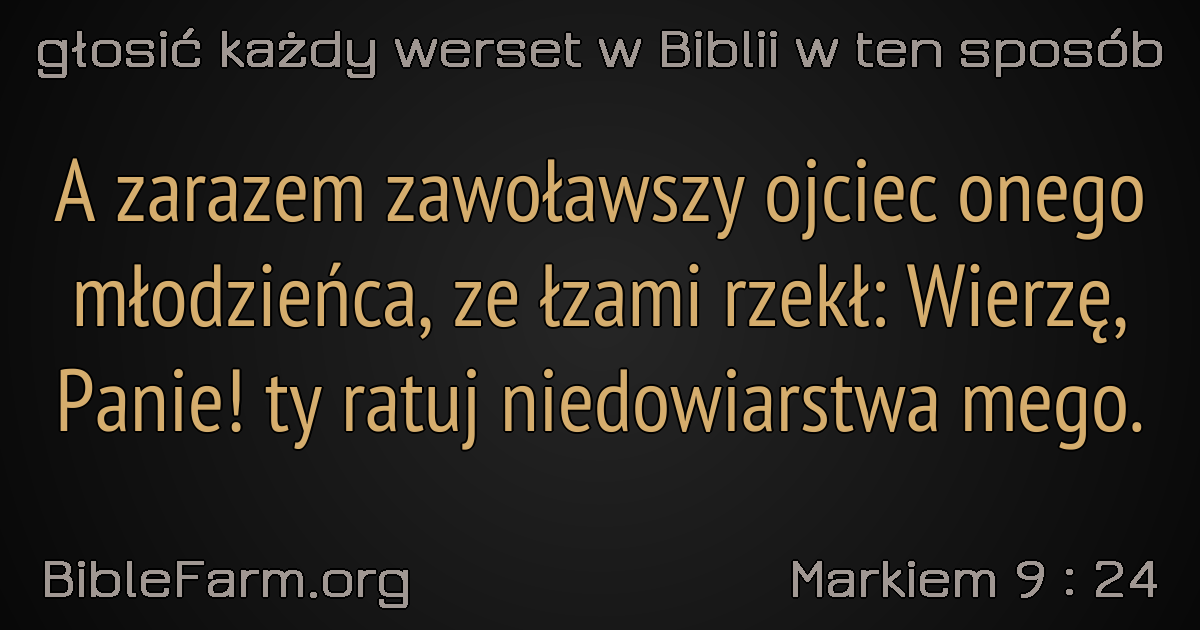 głosić każdy werset w Biblii w ten sposób
A zarazem zawoławszy ojciec onego
młodzieńca, ze łzami rzekł: Wierzę,
Panie! ty ratuj niedowiarstwa mego.
BibleFarm.org
Markiem 9 : 24